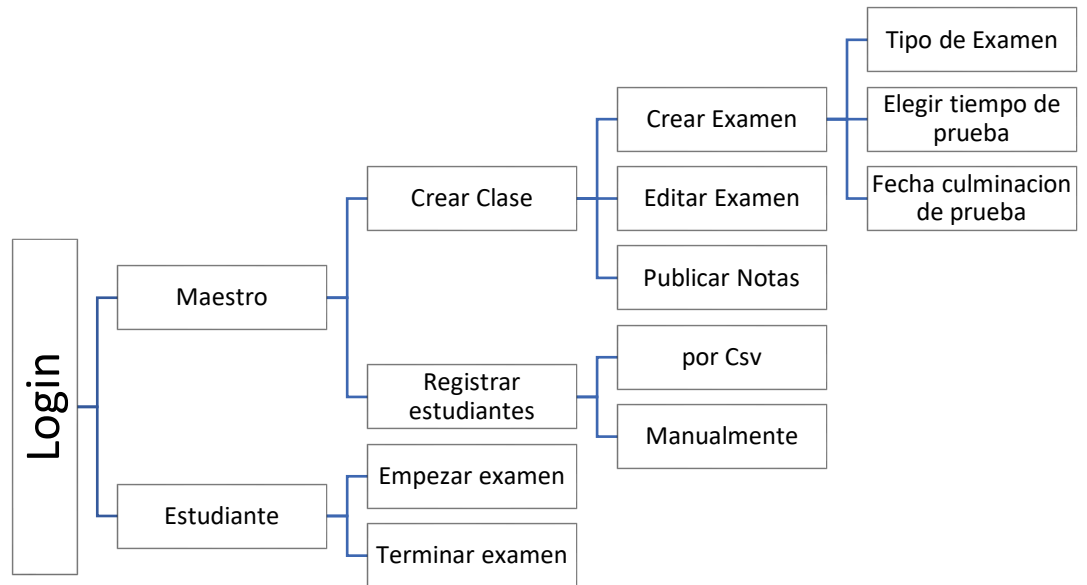 Login
Maestro
Crear Clase
Crear Examen
Tipo de Examen
Elegir tiempo de
prueba
Fecha culminacion
de prueba
Editar Examen
Publicar Notas
Registrar
estudiantes
por Csv
Manualmente
Estudiante
Empezar examen
Terminar examen